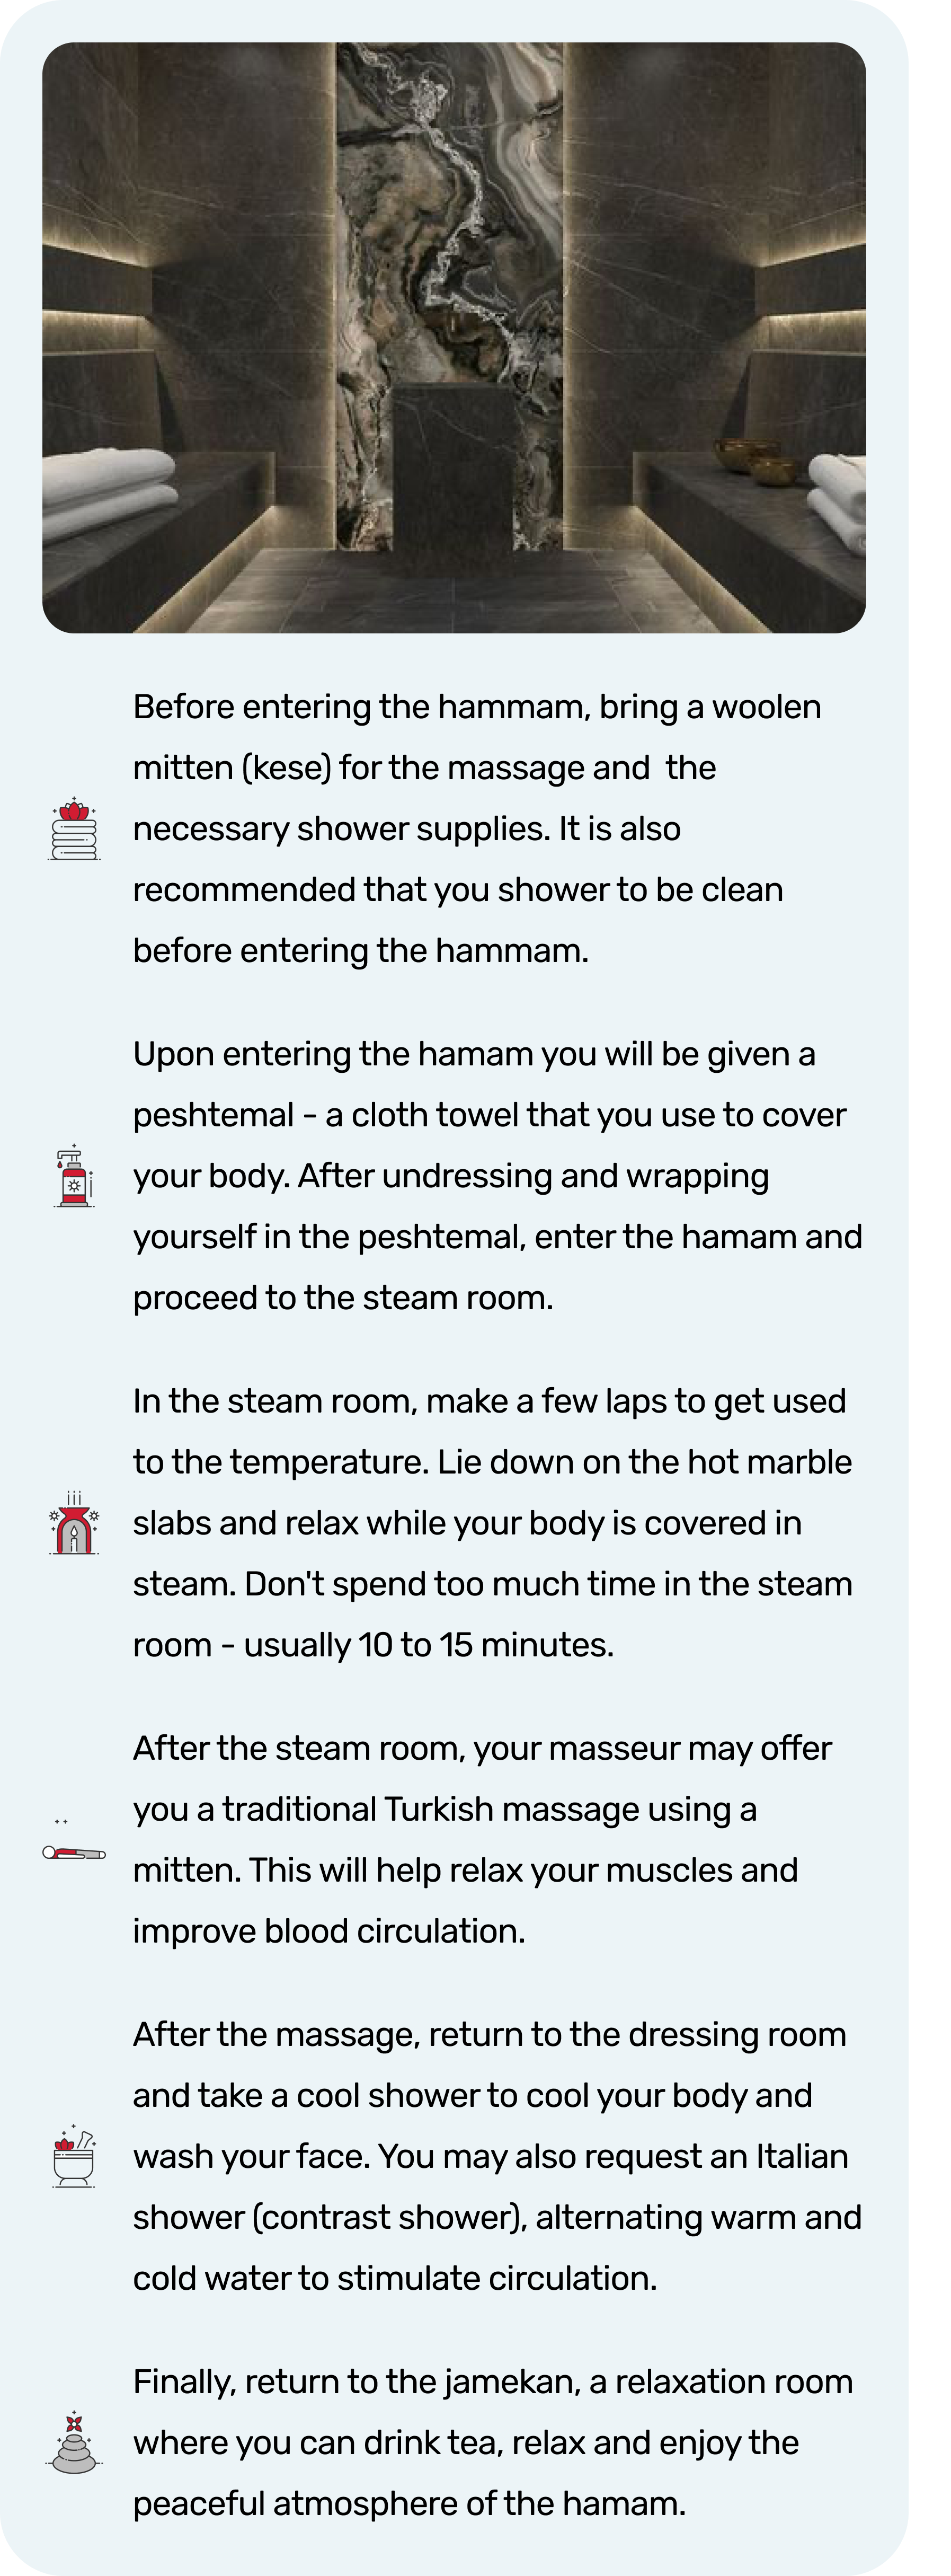 Before entering the hammam, bring a woolen
mitten (kese) for the massage and  the
necessary shower supplies. It is also
recommended that you shower to be clean
before entering the hammam.
Upon entering the hamam you will be given a
peshtemal - a cloth towel that you use to cover
your body. After undressing and wrapping
yourself in the peshtemal, enter the hamam and
proceed to the steam room.
In the steam room, make a few laps to get used
to the temperature. Lie down on the hot marble
slabs and relax while your body is covered in
steam. Don't spend too much time in the steam
room - usually 10 to 15 minutes.
After the steam room, your masseur may offer
you a traditional Turkish massage using a
mitten. This will help relax your muscles and
improve blood circulation.
After the massage, return to the dressing room
and take a cool shower to cool your body and
wash your face. You may also request an Italian
shower (contrast shower), alternating warm and
cold water to stimulate circulation.
Finally, return to the jamekan, a relaxation room
where you can drink tea, relax and enjoy the
peaceful atmosphere of the hamam.